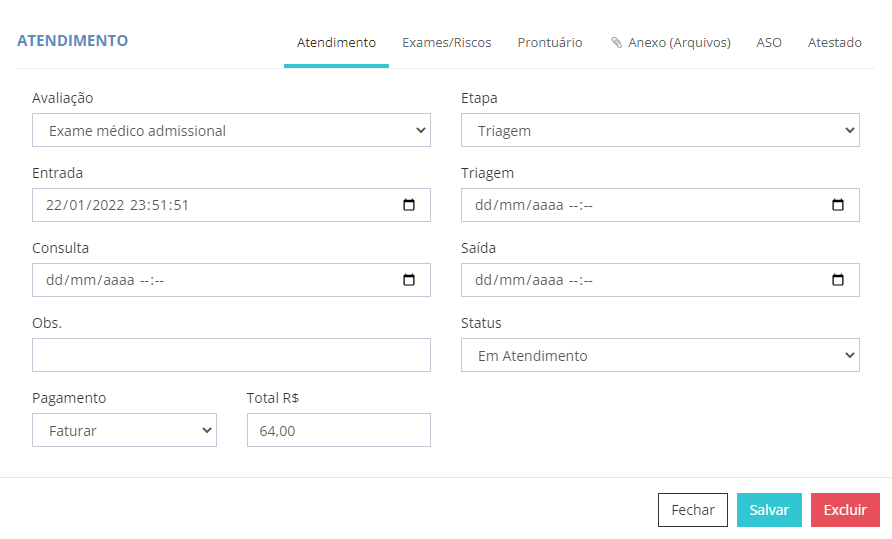 ATENDIMENTO
Atendimento Exames/Riscos Prontuário Anexo (Arquivos) ASO Atestado
Avaliação Etapa
Exame médico admissional Triagem
Entrada Triagem
22/01/2022 23:51:51 dd/mm/aaaa --:--
Consulta Saída
dd/mm/aaaa --:-- dd/mm/aaaa --:--
Obs. Status
Em Atendimento
Pagamento Total R$
Faturar 64,00
Fechar Salvar Excluir